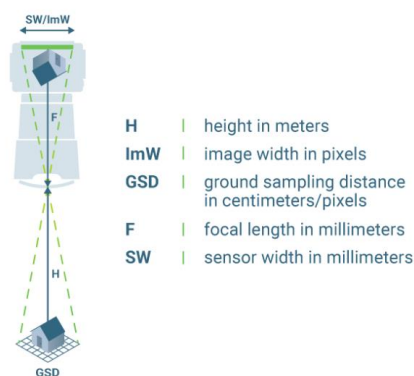 SW/ImW
F
H
GSD
H | height in meters
ImW | image width in pixels
GSD | ground sampling distance
in centimeters/pixels
F | focal length in millimeters
SW | sensor width in millimeters